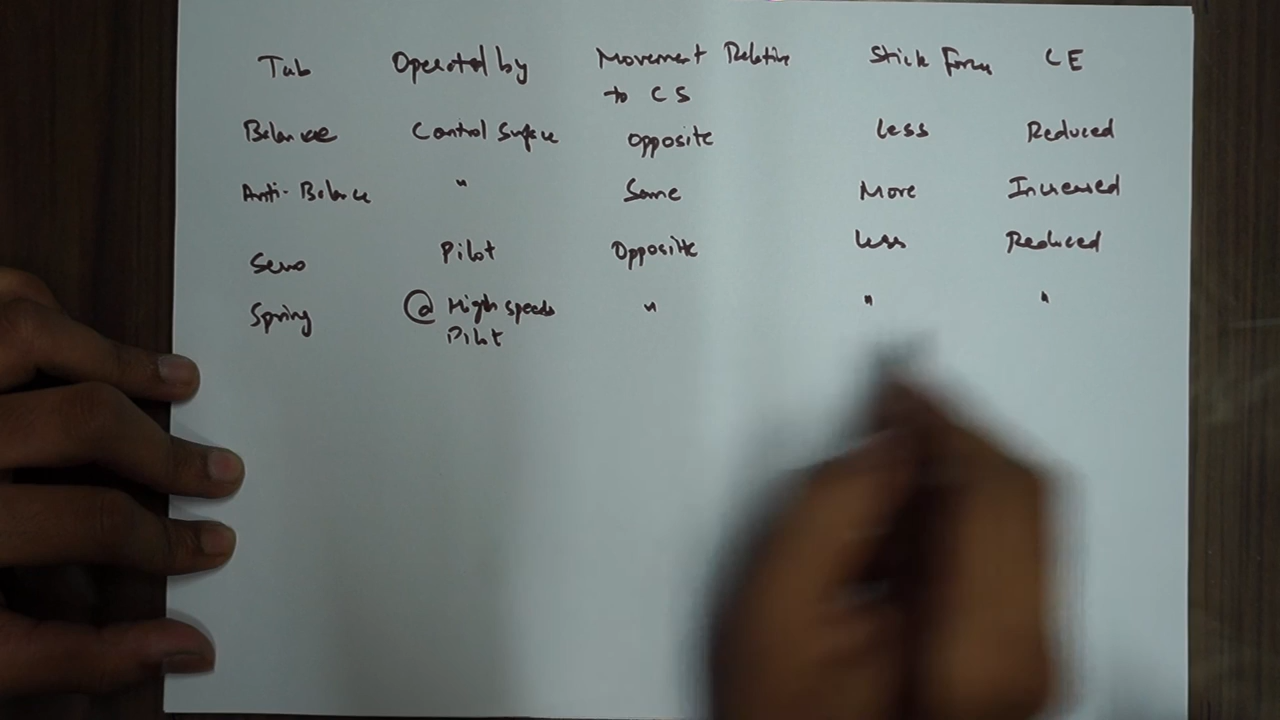 Tab Operated by Movement Relative Stick Force CE
to CS
Balance Control Surface Opposite Less Reduced
Anti-Balance " Same More Increased
Servo Pilot Opposite Less Reduced
Spring @ High speeds " " "
Pilot